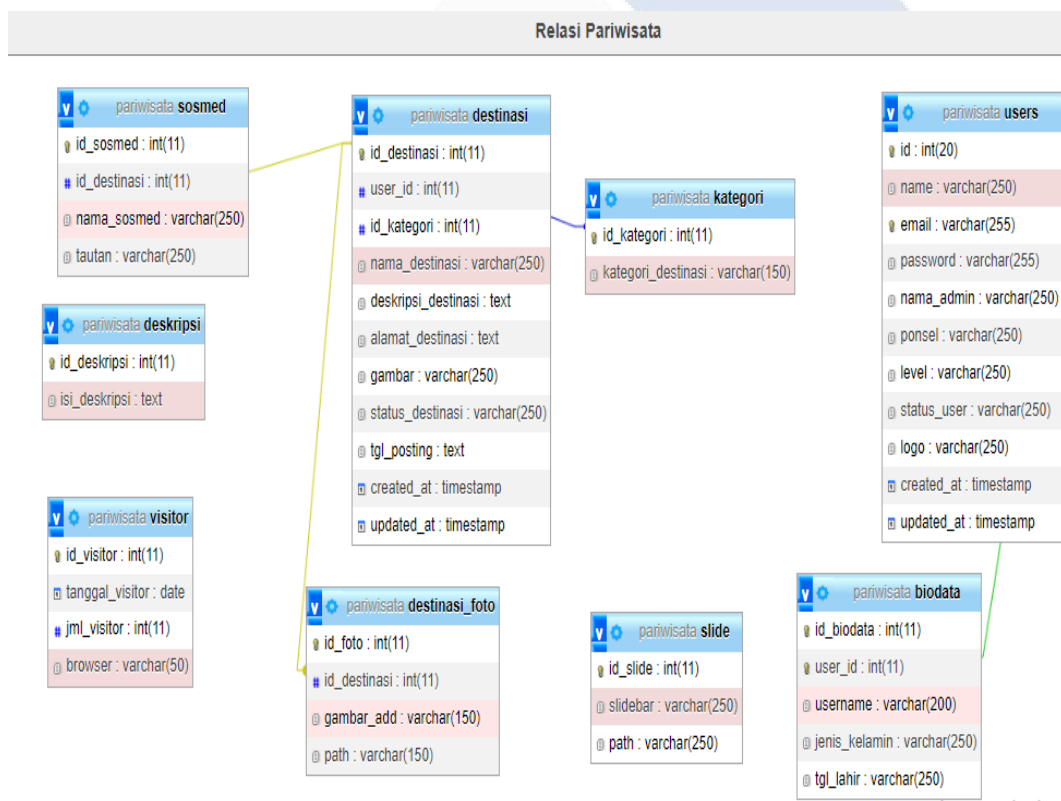 Relasi Pariwisata
pariwisata sosmed
id_sosmed : int(11)
id_destinasi : int(11)
nama_sosmed : varchar(250)
tautan : varchar(250)
pariwisata deskripsi
id_deskripsi : int(11)
isi_deskripsi : text
pariwisata visitor
id_visitor : int(11)
tanggal_visitor : date
jml_visitor : int(11)
browser : varchar(50)
pariwisata destinasi
id_destinasi : int(11)
user_id : int(11)
id_kategori : int(11)
nama_destinasi : varchar(250)
deskripsi_destinasi : text
alamat_destinasi : text
gambar : varchar(250)
status_destinasi : varchar(250)
tgl_posting : text
created_at : timestamp
updated_at : timestamp
pariwisata destinasi_foto
id_foto : int(11)
id_destinasi : int(11)
gambar_add : varchar(150)
path : varchar(150)
pariwisata kategori
id_kategori : int(11)
kategori_destinasi : varchar(150)
pariwisata slide
id_slide : int(11)
slidebar : varchar(250)
path : varchar(250)
pariwisata users
id : int(20)
name : varchar(250)
email : varchar(255)
password : varchar(255)
nama_admin : varchar(250)
ponsel : varchar(250)
level : varchar(250)
status_user : varchar(250)
logo : varchar(250)
created_at : timestamp
updated_at : timestamp
pariwisata biodata
id_biodata : int(11)
user_id : int(11)
username : varchar(200)
jenis_kelamin : varchar(250)
tgl_lahir : varchar(250)